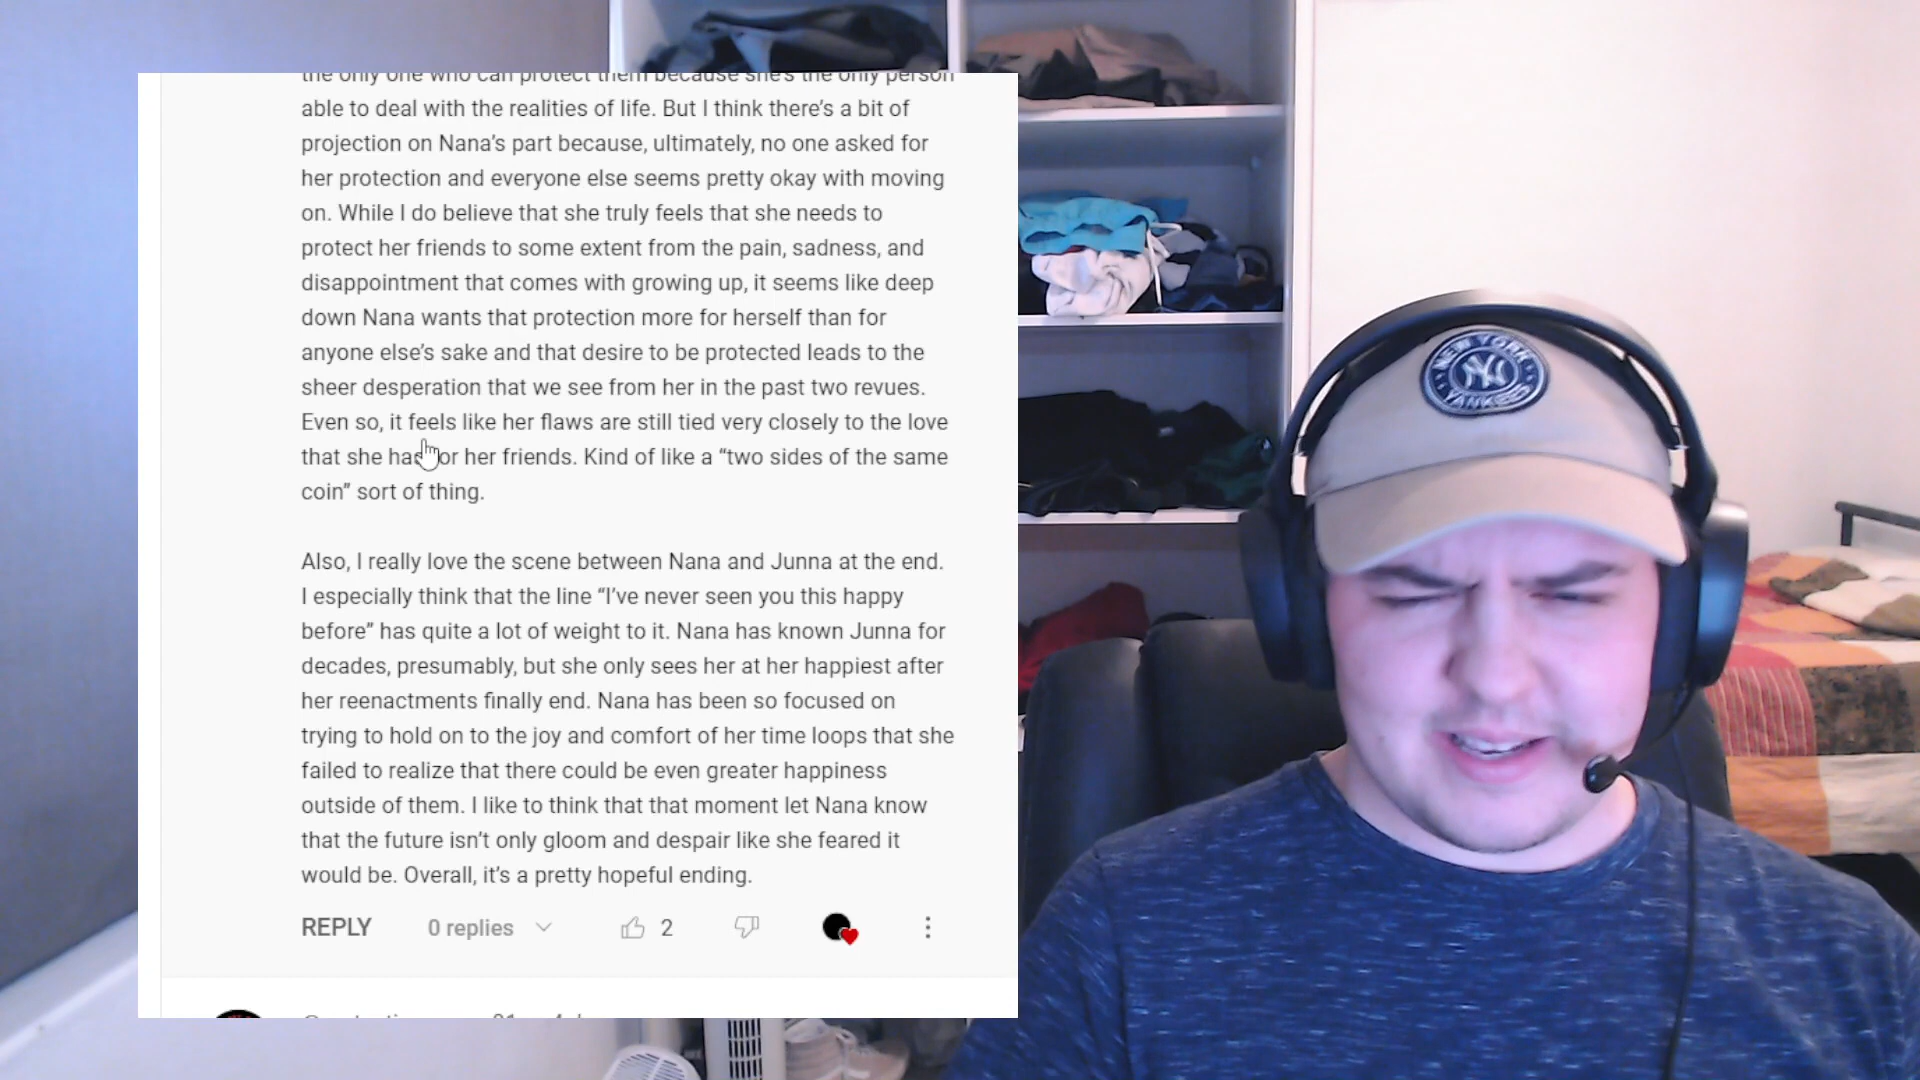 the only one who can protect them because she's the only person
able to deal with the realities of life. But I think there's a bit of
projection on Nana's part because, ultimately, no one asked for
her protection and everyone else seems pretty okay with moving
on. While I do believe that she truly feels that she needs to
protect her friends to some extent from the pain, sadness, and
disappointment that comes with growing up, it seems like deep
down Nana wants that protection more for herself than for
anyone else's sake and that desire to be protected leads to the
sheer desperation that we see from her in the past two revues.
Even so, it feels like her flaws are still tied very closely to the love
that she has for her friends. Kind of like a “two sides of the same
coin” sort of thing.
Also, I really love the scene between Nana and Junna at the end.
I especially think that the line “I've never seen you this happy
before” has quite a lot of weight to it. Nana has known Junna for
decades, presumably, but she only sees her at her happiest after
her reenactments finally end. Nana has been so focused on
trying to hold on to the joy and comfort of her time loops that she
failed to realize that there could be even greater happiness
outside of them. I like to think that that moment let Nana know
that the future isn't only gloom and despair like she feared it
would be. Overall, it's a pretty hopeful ending.
REPLY 0 replies 2
NEW YORK
NY
YANKEES